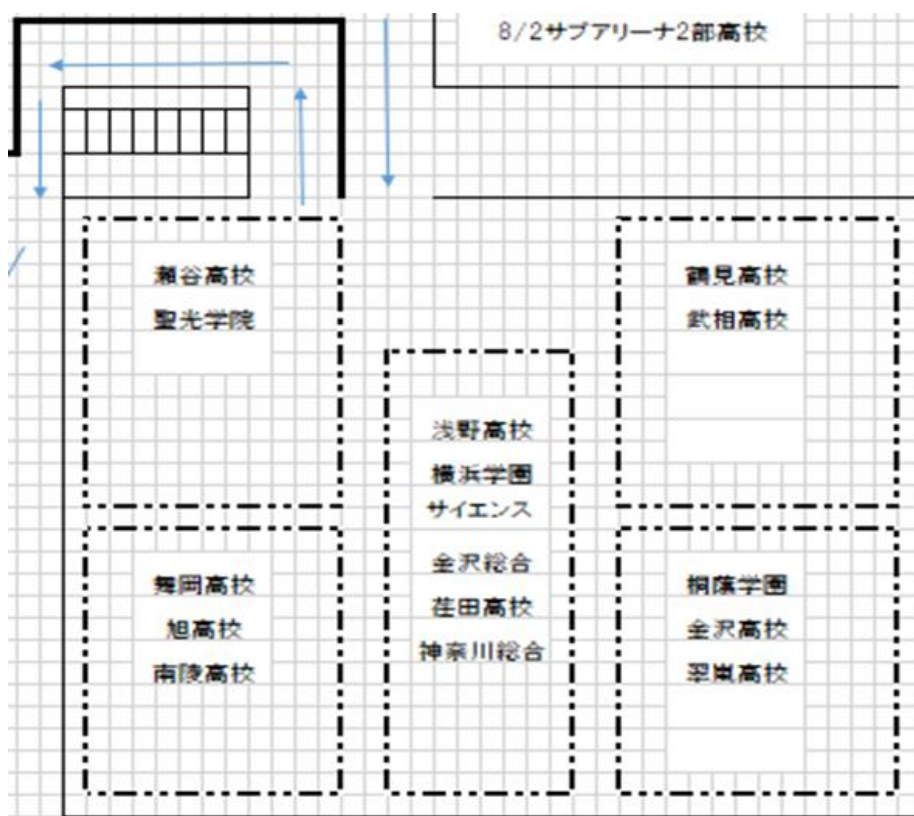 8/2サブアリーナ2部高校
瀬谷高校
聖光学院
鶴見高校
武相高校
浅野高校
横浜学園
サイエンス
金沢総合
荏田高校
神奈川総合
舞岡高校
旭高校
南陵高校
桐蔭学園
金沢高校
翠嵐高校